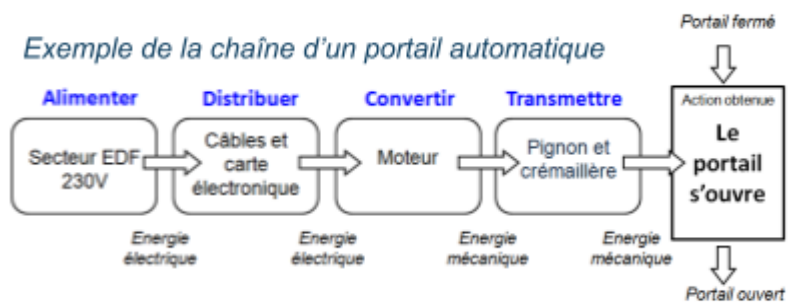 Portail fermé
Exemple de la chaîne d'un portail automatique
Alimenter
Distribuer
Convertir
Transmettre
Action obtenue
Secteur EDF
230V
Câbles et
carte
électronique
Moteur
Pignon et
crémaillère
Le
portail
s'ouvre
Energie
électrique
Energie
électrique
Energie
mécanique
Energie
mécanique
Portail ouvert